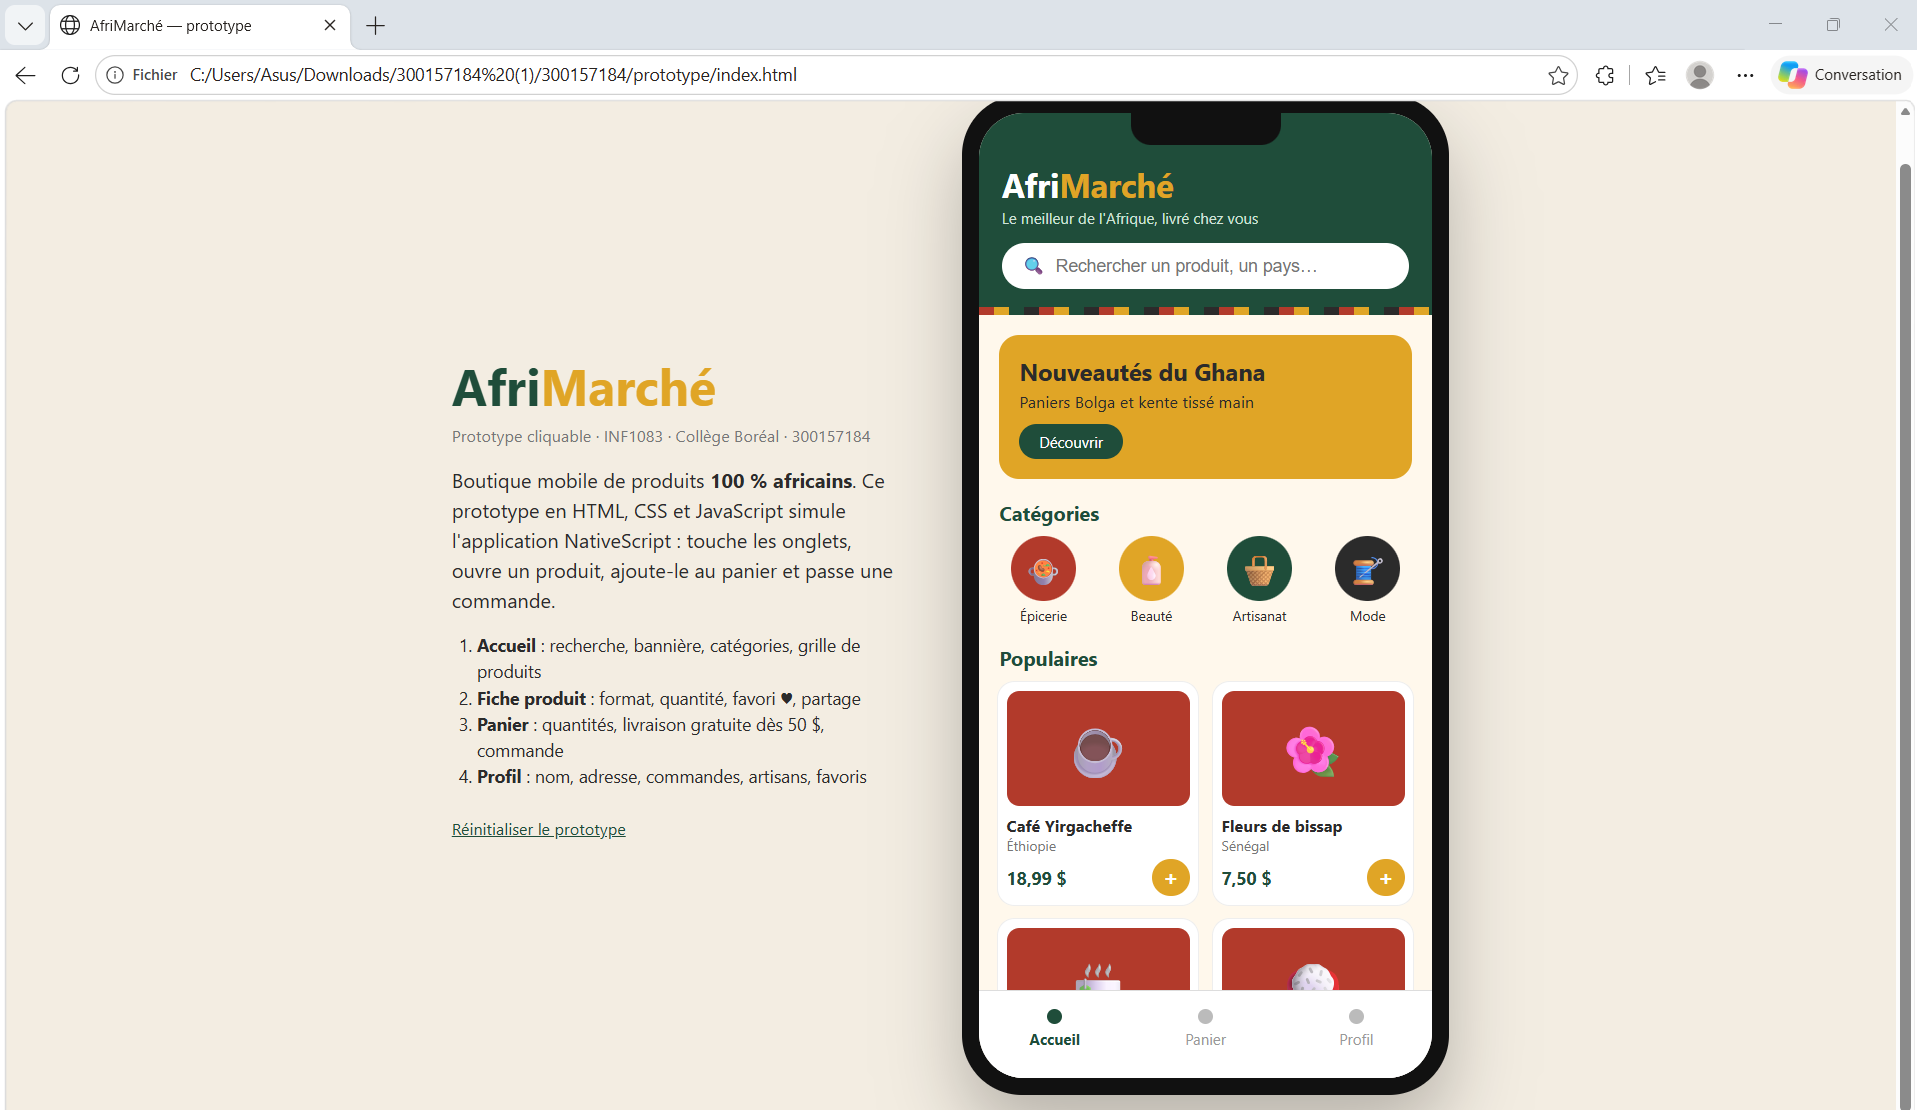 AfriMarché — prototype
Fichier C:/Users/Asus/Downloads/300157184%20(1)/300157184/prototype/index.html
Conversation
AfriMarché
Prototype cliquable · INF1083 · Collège Boréal · 300157184
Boutique mobile de produits 100 % africains. Ce
prototype en HTML, CSS et JavaScript simule
l'application NativeScript : touche les onglets,
ouvre un produit, ajoute-le au panier et passe une
commande.
1. Accueil : recherche, bannière, catégories, grille de
produits
2. Fiche produit : format, quantité, favori ♥, partage
3. Panier : quantités, livraison gratuite dès 50 $,
commande
4. Profil : nom, adresse, commandes, artisans, favoris
Réinitialiser le prototype
AfriMarché
Le meilleur de l'Afrique, livré chez vous
Rechercher un produit, un pays…
Nouveautés du Ghana
Paniers Bolga et kente tissé main
Découvrir
Catégories
Épicerie Beauté Artisanat Mode
Populaires
Café Yirgacheffe
Éthiopie
18,99 $ +
Fleurs de bissap
Sénégal
7,50 $ +
Accueil Panier Profil